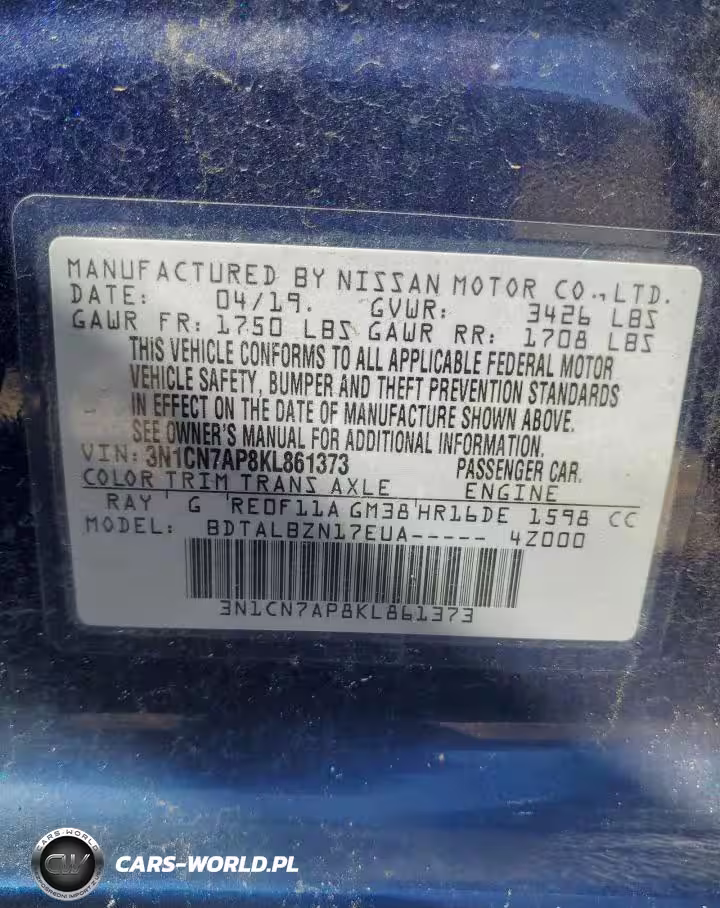 MANUFACTURED BY NISSAN MOTOR CO.,LTD.
DATE: 04/19. GVWR: 3426 LBS
GAWR FR: 1750 LBS GAWR RR: 1708 LBS
THIS VEHICLE CONFORMS TO ALL APPLICABLE FEDERAL MOTOR
VEHICLE SAFETY, BUMPER AND THEFT PREVENTION STANDARDS
IN EFFECT ON THE DATE OF MANUFACTURE SHOWN ABOVE.
SEE OWNER'S MANUAL FOR ADDITIONAL INFORMATION.
VIN: 3N1CN7AP8KL861373 PASSENGER CAR.
COLOR TRIM TRANS AXLE ENGINE
RAY G RE0F11A GM38 HR16DE 1598 CC
MODEL: BDTALBZN17EUA----- 4Z000
3N1CN7AP8KL861373
CARS-WORLD
CW
CARS-WORLD.PL